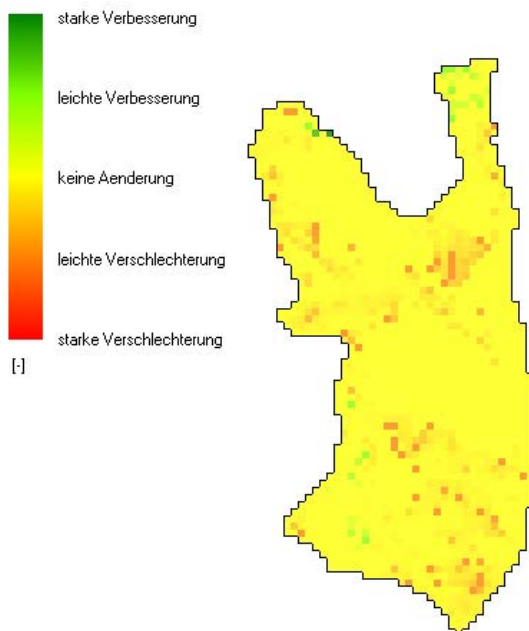 starke Verbesserung
leichte Verbesserung
keine Aenderung
leichte Verschlechterung
starke Verschlechterung
[-]